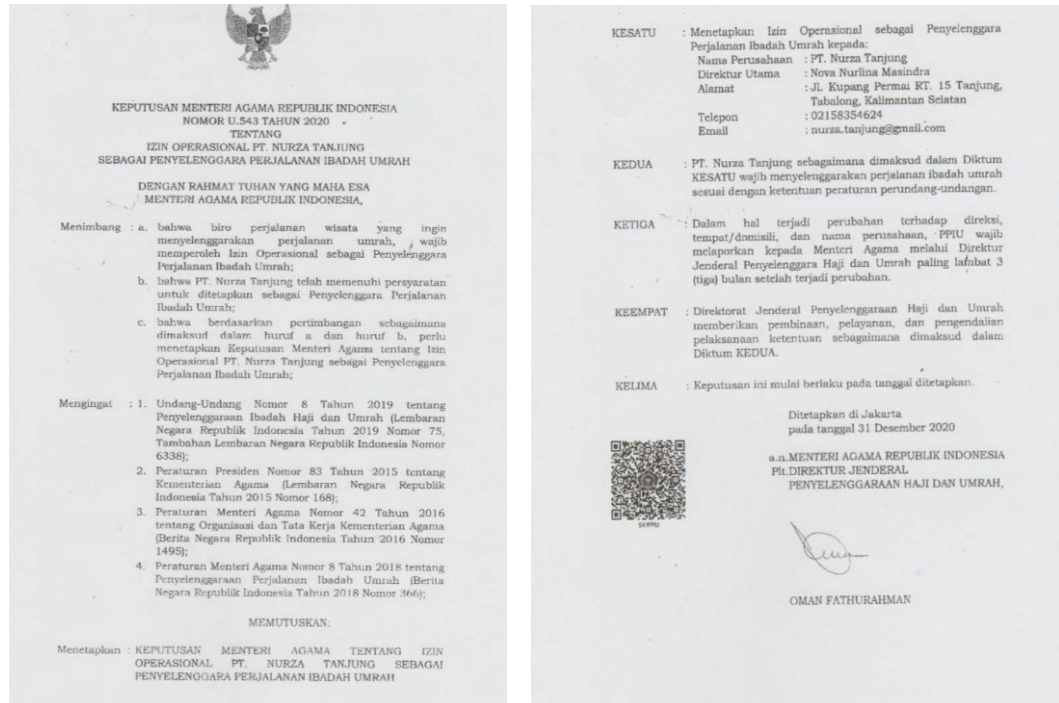 KEPUTUSAN MENTERI AGAMA REPUBLIK INDONESIA
NOMOR U.543 TAHUN 2020
TENTANG
IZIN OPERASIONAL PT. NURZA TANJUNG
SEBAGAI PENYELENGGARA PERJALANAN IBADAH UMRAH
DENGAN RAHMAT TUHAN YANG MAHA ESA
MENTERI AGAMA REPUBLIK INDONESIA,
Menimbang : a. bahwa biro perjalanan wisata yang ingin
menyelenggarakan perjalanan umrah, wajib
memperoleh Izin Operasional sebagai Penyelenggara
Perjalanan Ibadah Umrah;
b. bahwa PT. Nurza Tanjung telah memenuhi persyaratan
untuk ditetapkan sebagai Penyelenggara Perjalanan
Ibadah Umrah;
c. bahwa berdasarkan pertimbangan sebagaimana
dimaksud dalam huruf a dan huruf b, perlu
menetapkan Keputusan Menteri Agama tentang Izin
Operasional PT. Nurza Tanjung sebagai Penyelenggara
Perjalanan Ibadah Umrah;
Mengingat : 1. Undang-Undang Nomor 8 Tahun 2019 tentang
Penyelenggaraan Ibadah Haji dan Umrah (Lembaran
Negara Republik Indonesia Tahun 2019 Nomor 75,
Tambahan Lembaran Negara Republik Indonesia Nomor
6338);
2. Peraturan Presiden Nomor 83 Tahun 2015 tentang
Kementerian Agama (Lembaran Negara Republik
Indonesia Tahun 2015 Nomor 168);
3. Peraturan Menteri Agama Nomor 42 Tahun 2016
tentang Organisasi dan Tata Kerja Kementerian Agama
(Berita Negara Republik Indonesia Tahun 2016 Nomor
1495);
4. Peraturan Menteri Agama Nomor 8 Tahun 2018 tentang
Penyelenggaraan Perjalanan Ibadah Umrah (Berita
Negara Republik Indonesia Tahun 2018 Nomor 366);
MEMUTUSKAN:
Menetapkan : KEPUTUSAN MENTERI AGAMA TENTANG IZIN
OPERASIONAL PT. NURZA TANJUNG SEBAGAI
PENYELENGGARA PERJALANAN IBADAH UMRAH
KESATU : Menetapkan Izin Operasional sebagai Penyelenggara
Perjalanan Ibadah Umrah kepada:
Nama Perusahaan : PT. Nurza Tanjung
Direktur Utama : Nova Nurlina Masindra
Alamat : Jl. Kupang Permai RT. 15 Tanjung,
Tabalong, Kalimantan Selatan
Telepon : 02158354624
Email : nurza.tanjung@gmail.com
KEDUA : PT. Nurza Tanjung sebagaimana dimaksud dalam Diktum
KESATU wajib menyelenggarakan perjalanan ibadah umrah
sesuai dengan ketentuan peraturan perundang-undangan.
KETIGA : Dalam hal terjadi perubahan terhadap direksi,
tempat/domisili, dan nama perusahaan, PPIU wajib
melaporkan kepada Menteri Agama melalui Direktur
Jenderal Penyelenggara Haji dan Umrah paling lambat 3
(tiga) bulan setelah terjadi perubahan.
KEEMPAT : Direktorat Jenderal Penyelenggaraan Haji dan Umrah
memberikan pembinaan, pelayanan, dan pengendalian
pelaksanaan ketentuan sebagaimana dimaksud dalam
Diktum KEDUA.
KELIMA : Keputusan ini mulai berlaku pada tanggal ditetapkan.
Ditetapkan di Jakarta
pada tanggal 31 Desember 2020
a.n.MENTERI AGAMA REPUBLIK INDONESIA
Plt.DIREKTUR JENDERAL
PENYELENGGARAAN HAJI DAN UMRAH,
SK PPIU
OMAN FATHURAHMAN